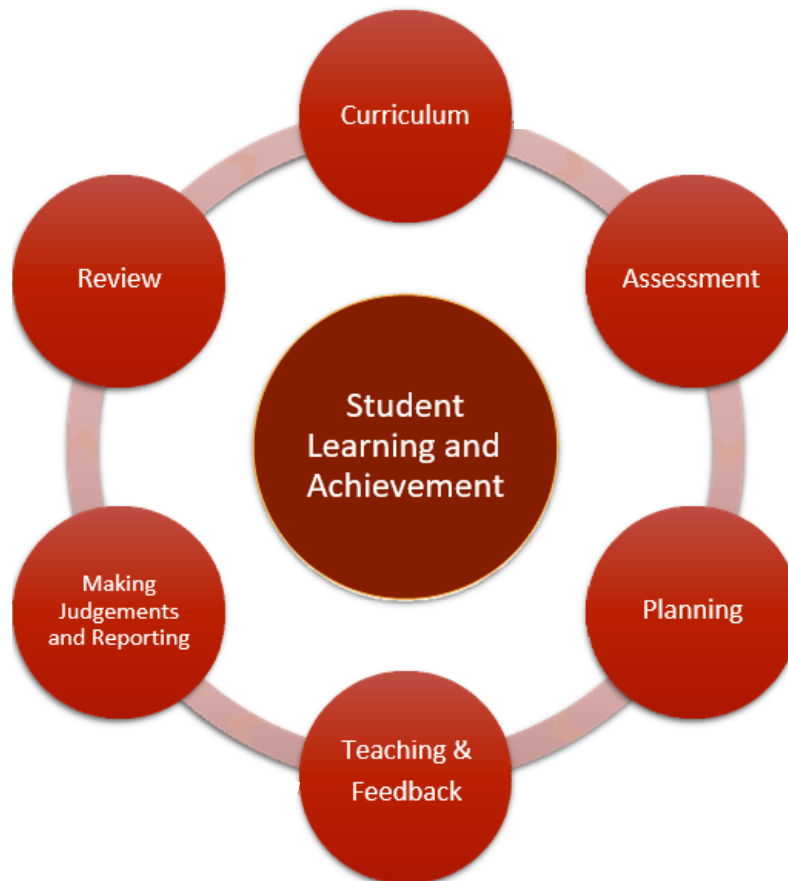 Curriculum
Assessment
Planning
Teaching &
Feedback
Making
Judgements
and Reporting
Review
Student
Learning and
Achievement